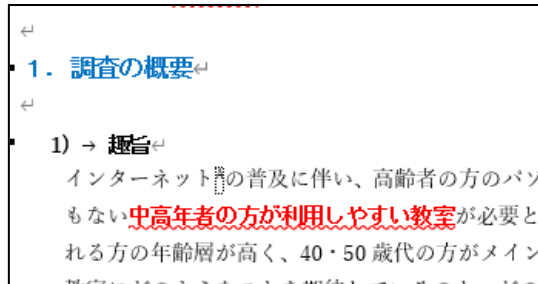 1. 調査の概要
1) → 趣旨
インターネットの普及に伴い、高齢者の方のパソ
もない中高年者の方が利用しやすい教室が必要と
れる方の年齢層が高く、40・50 歳代の方がメイン